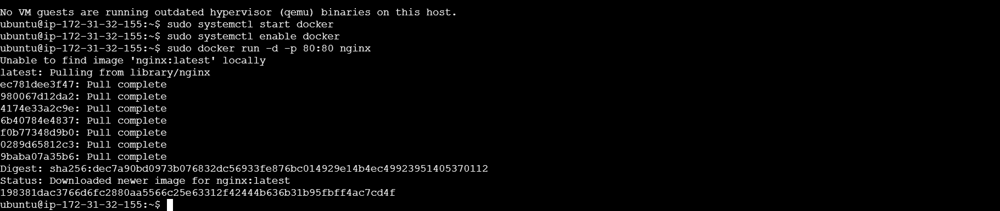 No VM guests are running outdated hypervisor (qemu) binaries on this host.
ubuntu@ip-172-31-32-155:~$ sudo systemctl start docker
ubuntu@ip-172-31-32-155:~$ sudo systemctl enable docker
ubuntu@ip-172-31-32-155:~$ sudo docker run -d -p 80:80 nginx
Unable to find image 'nginx:latest' locally
latest: Pulling from library/nginx
ec781dee3f47: Pull complete
980067d12da2: Pull complete
4174e33a2c9e: Pull complete
6b40784e4837: Pull complete
f0b77348d9b0: Pull complete
0289d65812c3: Pull complete
9baba07a35b6: Pull complete
Digest: sha256:dec7a90bd0973b076832dc56933fe876bc014929e14b4ec49923951405370112
Status: Downloaded newer image for nginx:latest
198381dac3766d6fc2880aa5566c25e63312f42444b636b31b95fbff4ac7cd4f
ubuntu@ip-172-31-32-155:~$